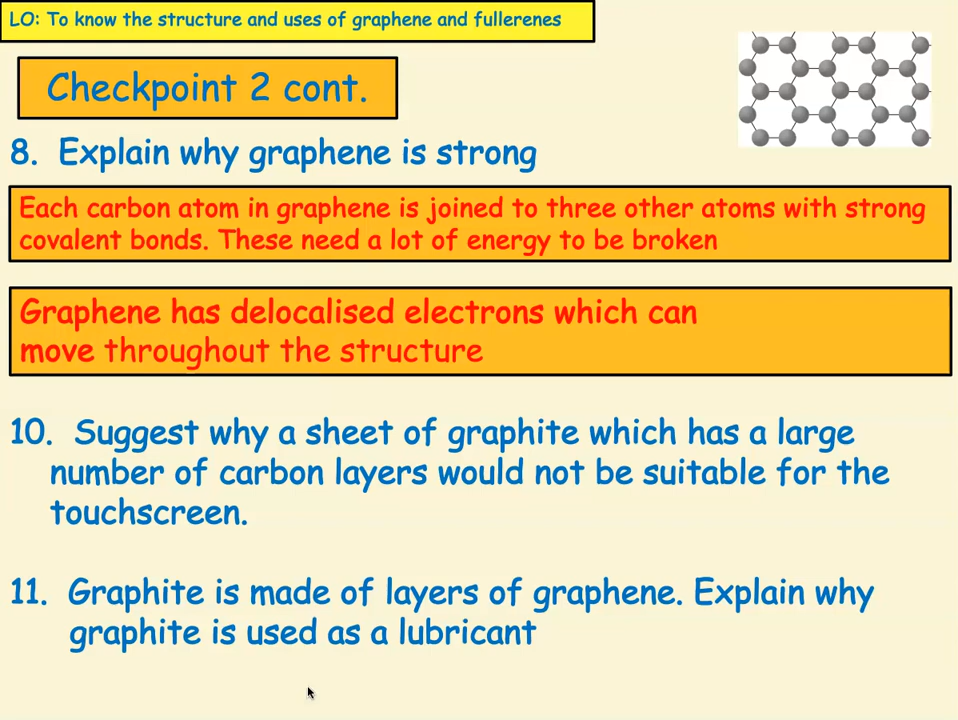 LO: To know the structure and uses of graphene and fullerenes
Checkpoint 2 cont.
8. Explain why graphene is strong
Each carbon atom in graphene is joined to three other atoms with strong
covalent bonds. These need a lot of energy to be broken
Graphene has delocalised electrons which can
move throughout the structure
10. Suggest why a sheet of graphite which has a large
number of carbon layers would not be suitable for the
touchscreen.
11. Graphite is made of layers of graphene. Explain why
graphite is used as a lubricant